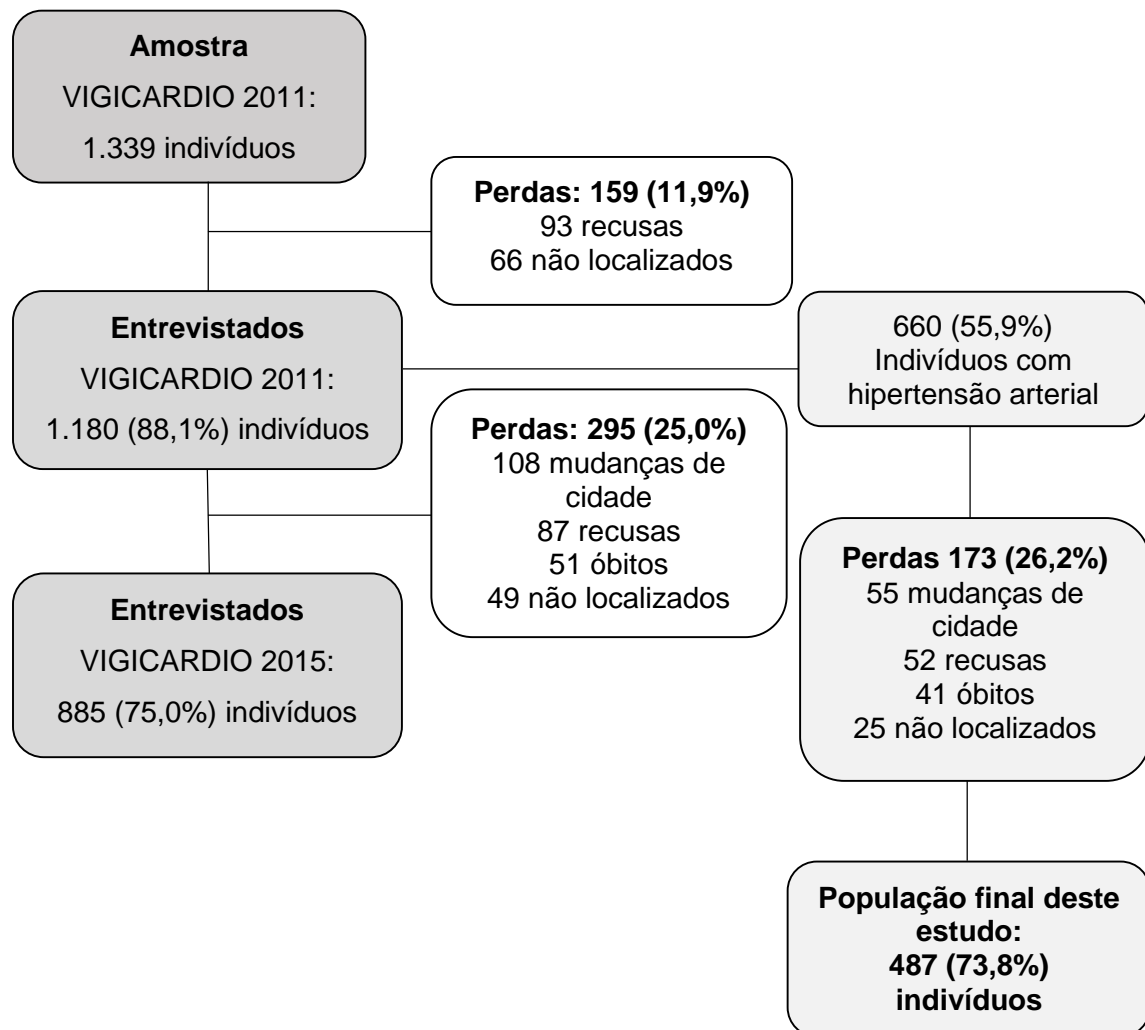 Amostra
VIGICARDIO 2011:
1.339 indivíduos
Perdas: 159 (11,9%)
93 recusas
66 não localizados
Entrevistados
VIGICARDIO 2011:
1.180 (88,1%) indivíduos
660 (55,9%)
Indivíduos com
hipertensão arterial
Perdas: 295 (25,0%)
108 mudanças de
cidade
87 recusas
51 óbitos
49 não localizados
Entrevistados
VIGICARDIO 2015:
885 (75,0%) indivíduos
Perdas 173 (26,2%)
55 mudanças de
cidade
52 recusas
41 óbitos
25 não localizados
População final deste
estudo:
487 (73,8%)
indivíduos